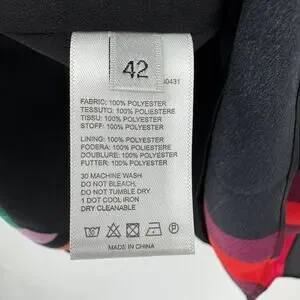 42
60431
FABRIC: 100% POLYESTER
TESSUTO: 100% POLIESTERE
TISSU: 100% POLYESTER
STOFF: 100% POLYESTER
LINING: 100% POLYESTER
FODERA: 100% POLIESTERE
DOUBLURE: 100% POLYESTER
FUTTER: 100% POLYESTER
30 MACHINE WASH
DO NOT BLEACH,
DO NOT TUMBLE DRY
1 DOT COOL IRON
DRY CLEANABLE
MADE IN CHINA